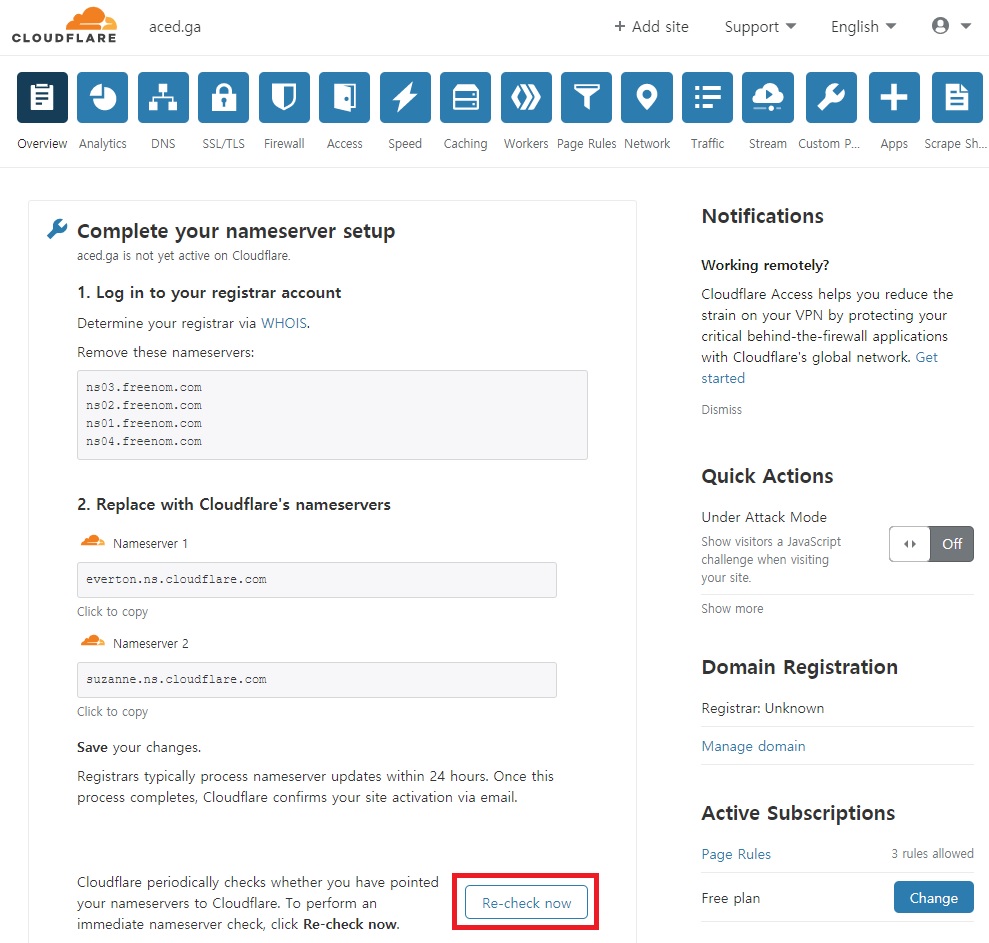 CLOUDFLARE
aced.ga
+ Add site
Support
English
Overview
Analytics
DNS
SSL/TLS
Firewall
Access
Speed
Caching
Workers
Page Rules
Network
Traffic
Stream
Custom P...
Apps
Scrape Sh...
Complete your nameserver setup
aced.ga is not yet active on Cloudflare.
1. Log in to your registrar account
Determine your registrar via WHOIS.
Remove these nameservers:
ns03.freenom.com
ns02.freenom.com
ns01.freenom.com
ns04.freenom.com
2. Replace with Cloudflare's nameservers
Nameserver 1
everton.ns.cloudflare.com
Click to copy
Nameserver 2
suzanne.ns.cloudflare.com
Click to copy
Save your changes.
Registrars typically process nameserver updates within 24 hours. Once this
process completes, Cloudflare confirms your site activation via email.
Cloudflare periodically checks whether you have pointed
your nameservers to Cloudflare. To perform an
immediate nameserver check, click Re-check now.
Re-check now
Notifications
Working remotely?
Cloudflare Access helps you reduce the
strain on your VPN by protecting your
critical behind-the-firewall applications
with Cloudflare's global network. Get
started
Dismiss
Quick Actions
Under Attack Mode
Show visitors a JavaScript
challenge when visiting
your site.
Off
Show more
Domain Registration
Registrar: Unknown
Manage domain
Active Subscriptions
Page Rules
3 rules allowed
Free plan
Change